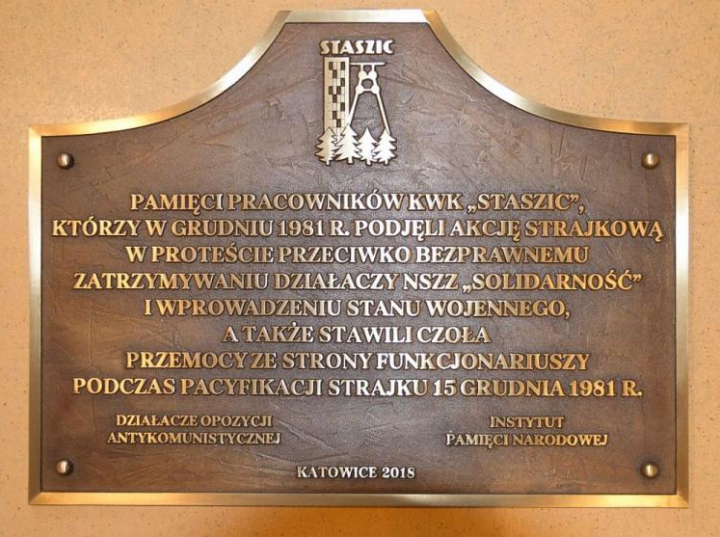 STASZIC
PAMIĘCI PRACOWNIKÓW KWK „STASZIC”,
KTÓRZY W GRUDNIU 1981 R. PODJĘLI AKCJĘ STRAJKOWĄ
W PROTEŚCIE PRZECIWKO BEZPRAWNEMU
ZATRZYMYWANIU DZIAŁACZY NSZZ „SOLIDARNOŚĆ”
I WPROWADZENIU STANU WOJENNEGO,
A TAKŻE STAWILI CZOŁA
PRZEMOCY ZE STRONY FUNKCJONARIUSZY
PODCZAS PACYFIKACJI STRAJKU 15 GRUDNIA 1981 R.
DZIAŁACZE OPOZYCJI
ANTYKOMUNISTYCZNEJ
INSTYTUT
PAMIĘCI NARODOWEJ
KATOWICE 2018